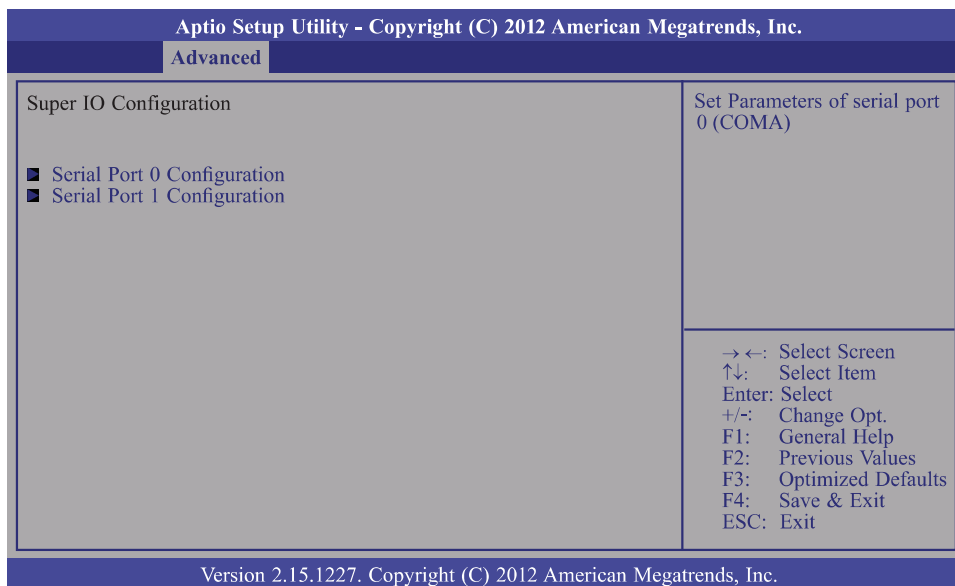 Aptio Setup Utility - Copyright (C) 2012 American Megatrends, Inc.
Advanced
Super IO Configuration
Serial Port 0 Configuration
Serial Port 1 Configuration
Set Parameters of serial port
0 (COMA)
→ ←: Select Screen
↑↓: Select Item
Enter: Select
+/-: Change Opt.
F1: General Help
F2: Previous Values
F3: Optimized Defaults
F4: Save & Exit
ESC: Exit
Version 2.15.1227. Copyright (C) 2012 American Megatrends, Inc.